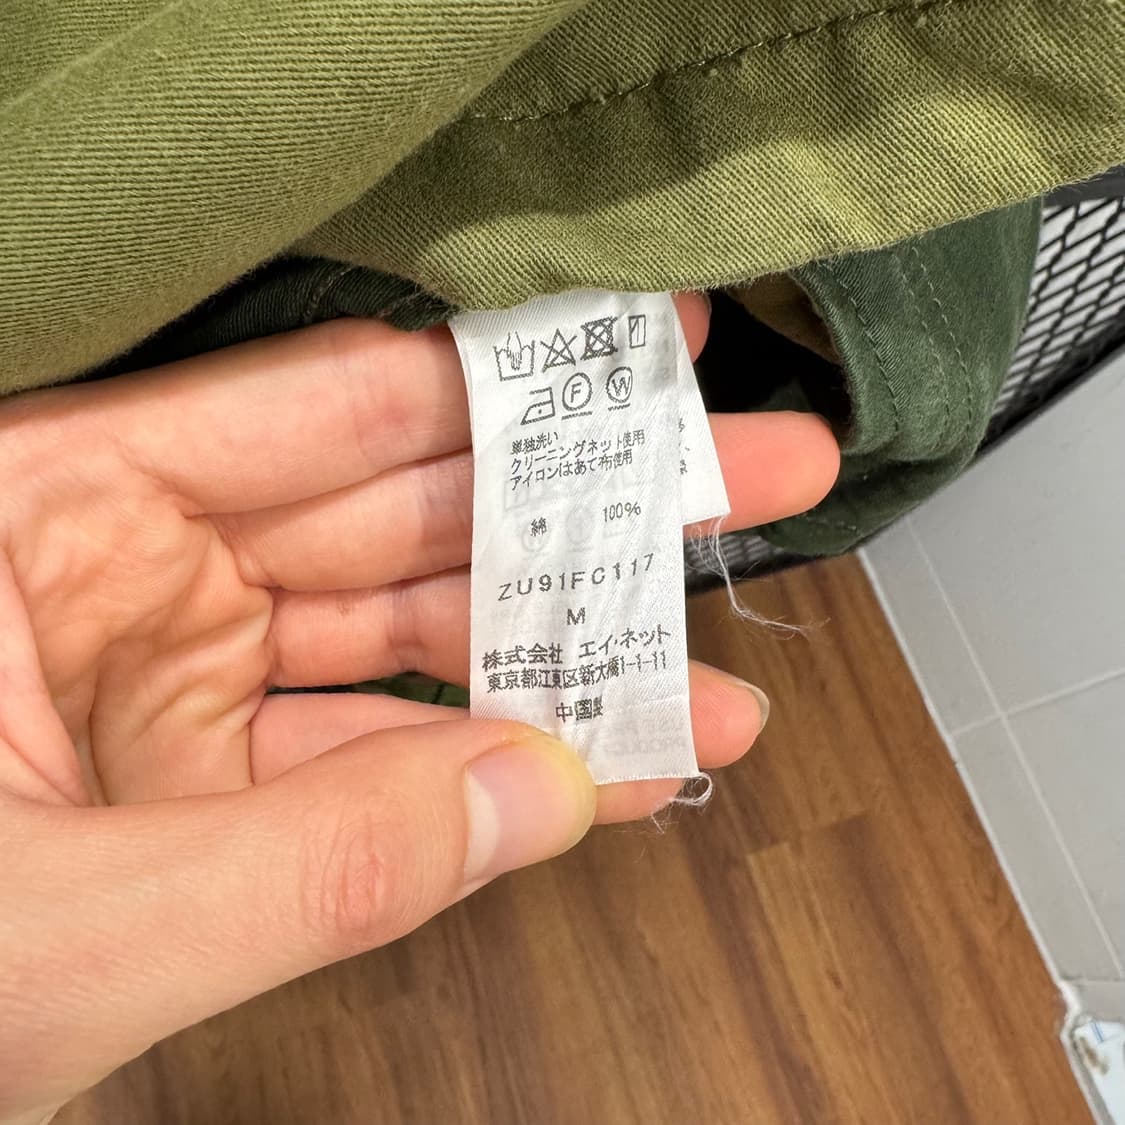 F W
単独洗い
クリーニングネット使用
アイロンはあて布使用
綿 100%
ZU91FC117
M
株式会社 エイ・ネット
東京都江東区新大橋1-1-11
中国製